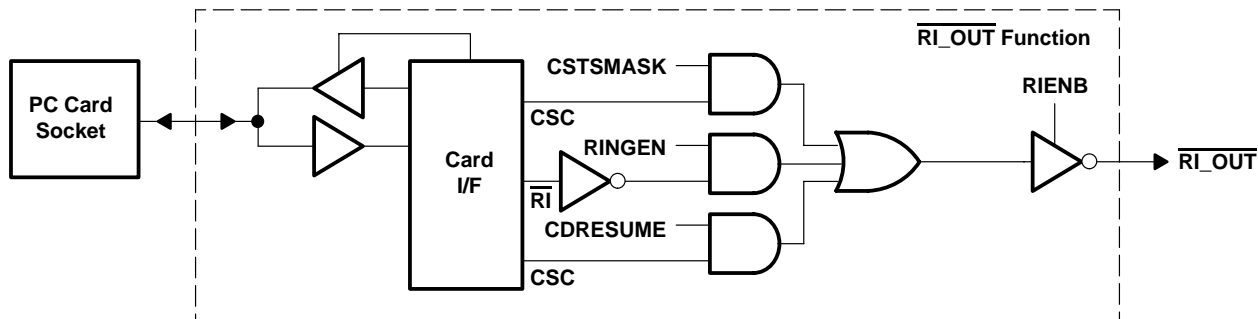 RI_OUT Function
CSTSMASK
RIENB
PC Card
Socket
CSC
RINGEN
Card
I/F
RI
RI_OUT
CDRESUME
CSC